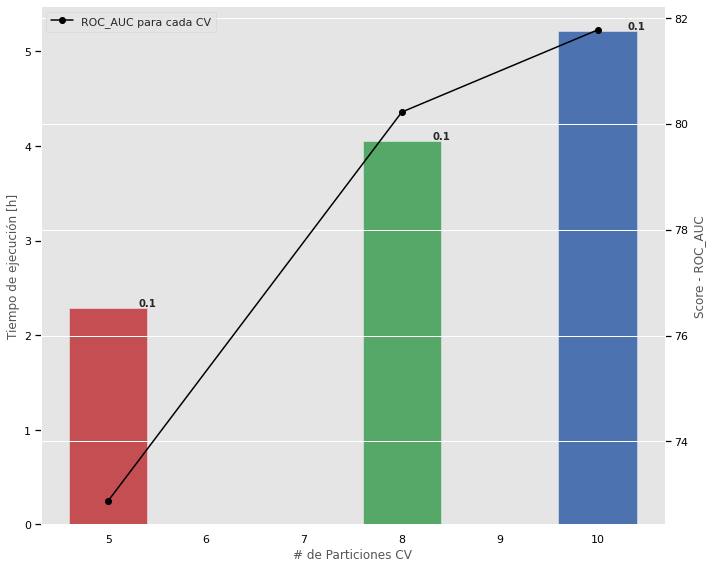 ROC_AUC para cada CV
Tiempo de ejecución [h]
5
4
3
2
1
0
0.1
0.1
0.1
82
80
78
76
74
Score - ROC_AUC
5 6 7 8 9 10
# de Particiones CV